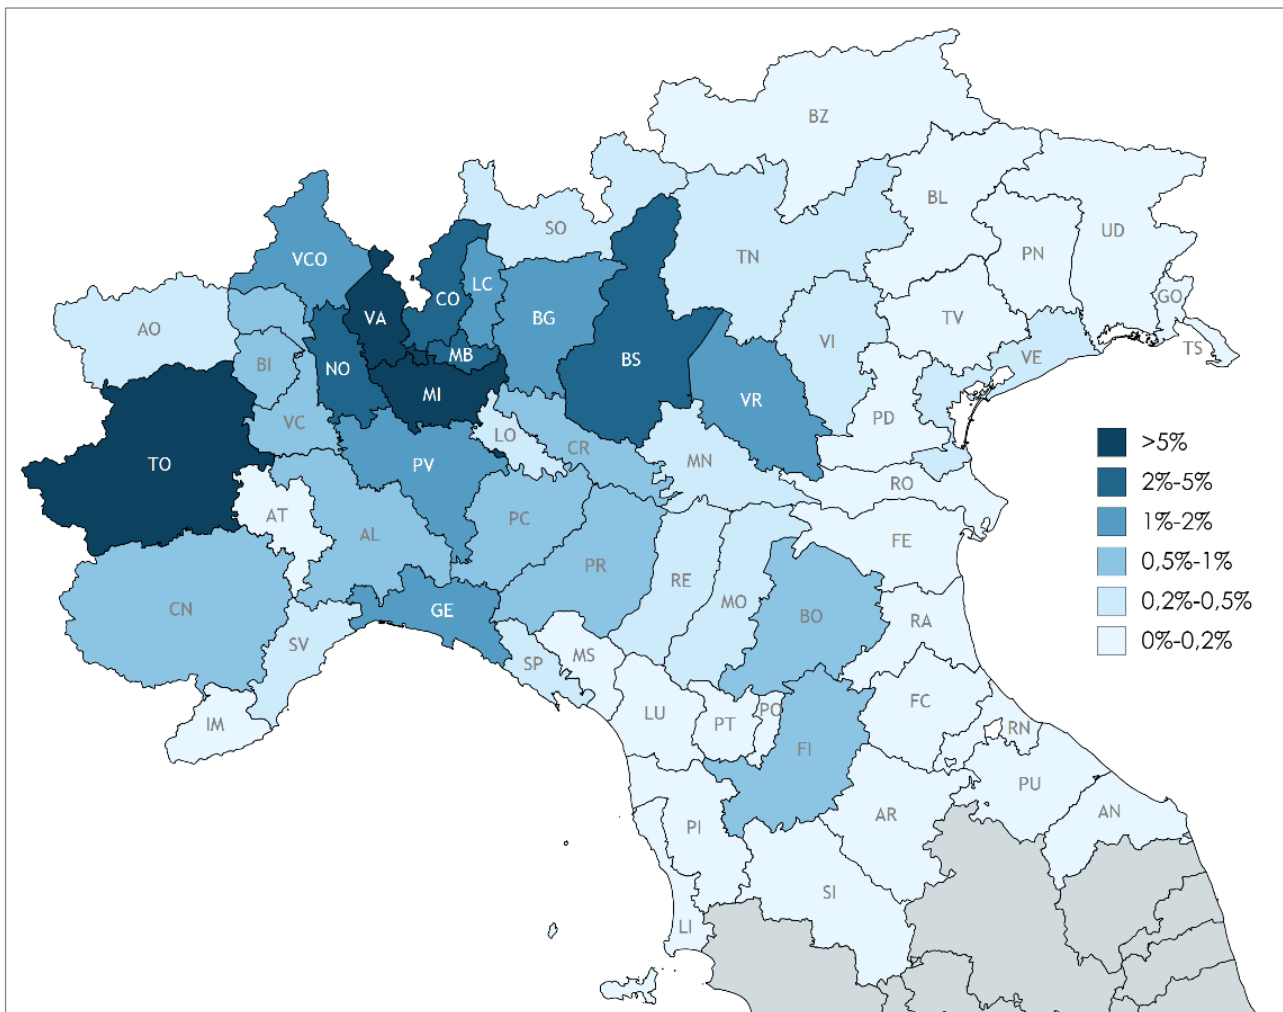 BZ
BL
UD
PN
SO
TN
VCO
LC
CO
GO
VA
BG
TV
AO
VI
TS
MB
BS
VE
BI
NO
MI
VR
PD
VC
LO
CR
>5%
TO
PV
MN
RO
2%-5%
AT
PC
1%-2%
AL
FE
PR
0,5%-1%
RE
MO
CN
GE
BO
0,2%-0,5%
RA
SV
SP
MS
0%-0,2%
IM
LU
PT
PO
FC
RN
FI
PU
PI
AR
AN
SI
LI